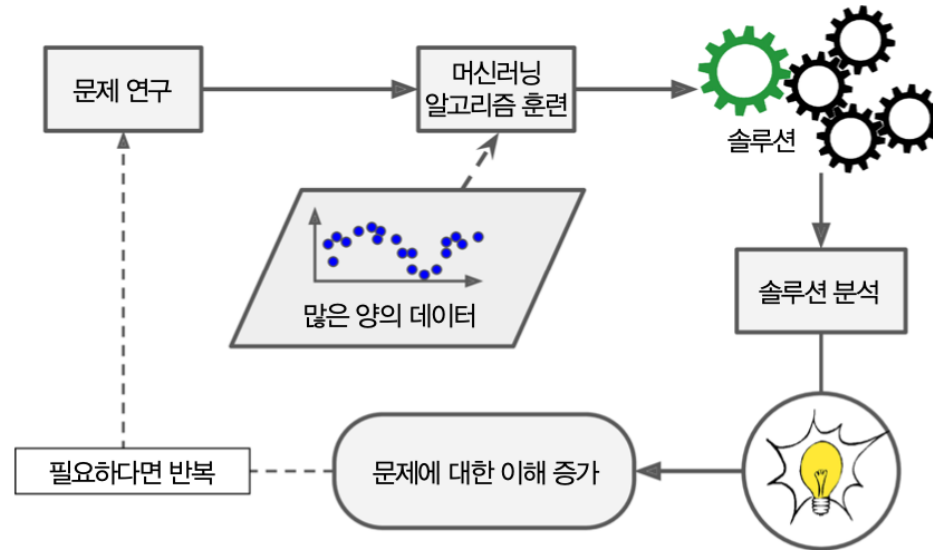 문제 연구
머신러닝
알고리즘 훈련
솔루션
많은 양의 데이터
솔루션 분석
문제에 대한 이해 증가
필요하다면 반복